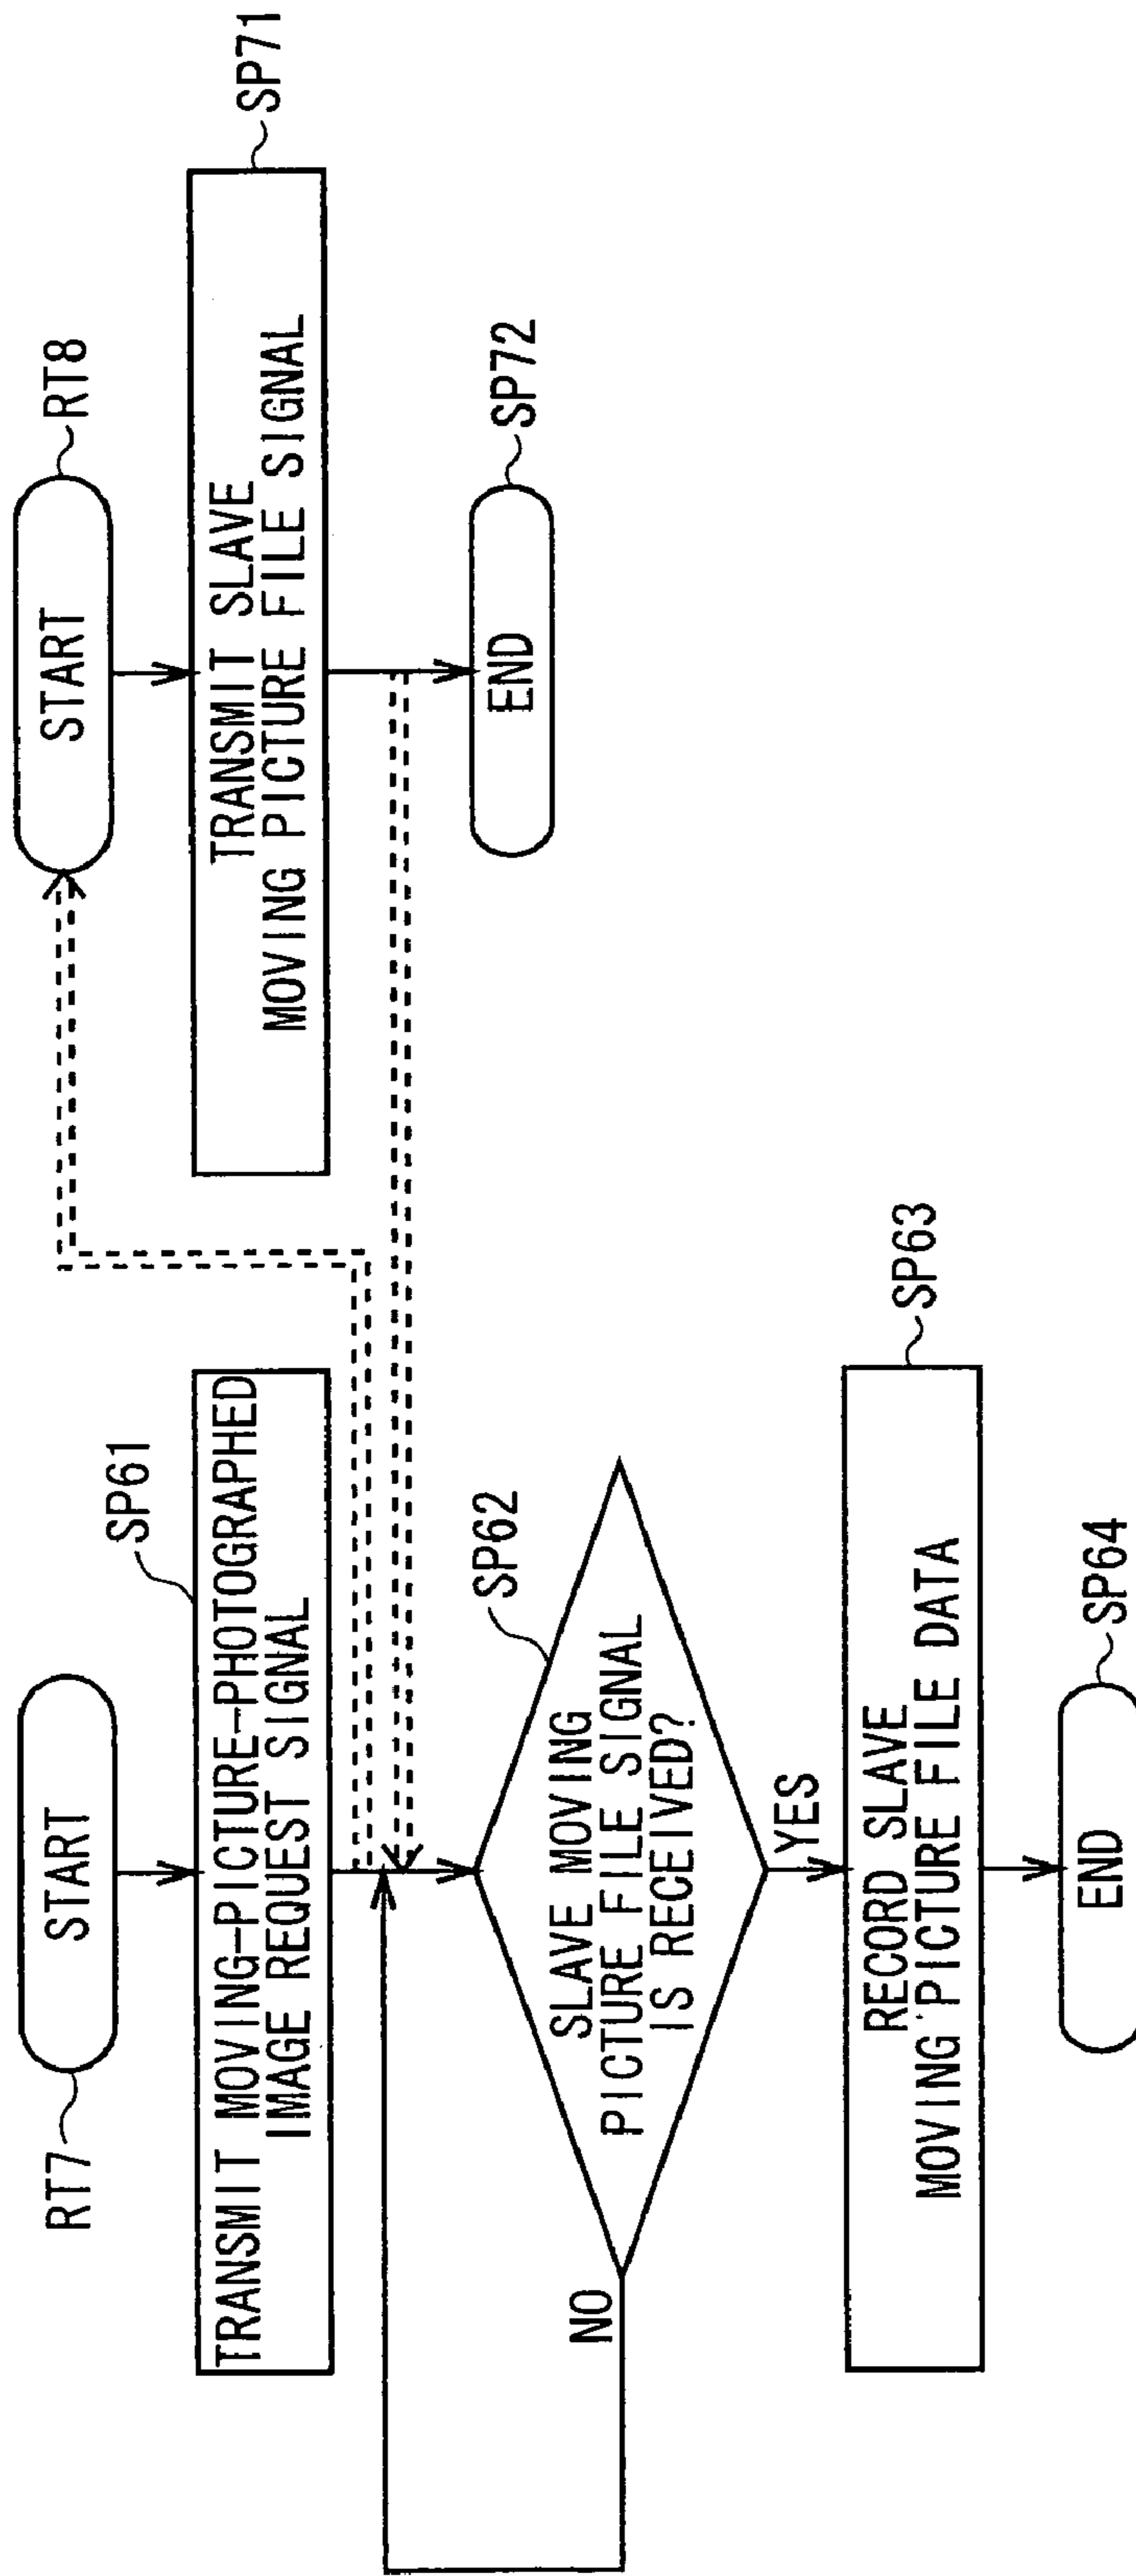 RT7
START
SP61
TRANSMIT MOVING-PICTURE-PHOTOGRAPHED
IMAGE REQUEST SIGNAL
SP62
SLAVE MOVING
PICTURE FILE SIGNAL
IS RECEIVED?
NO
YES
SP63
RECORD SLAVE
MOVING PICTURE FILE DATA
SP64
END
RT8
START
SP71
TRANSMIT SLAVE
MOVING PICTURE FILE SIGNAL
SP72
END